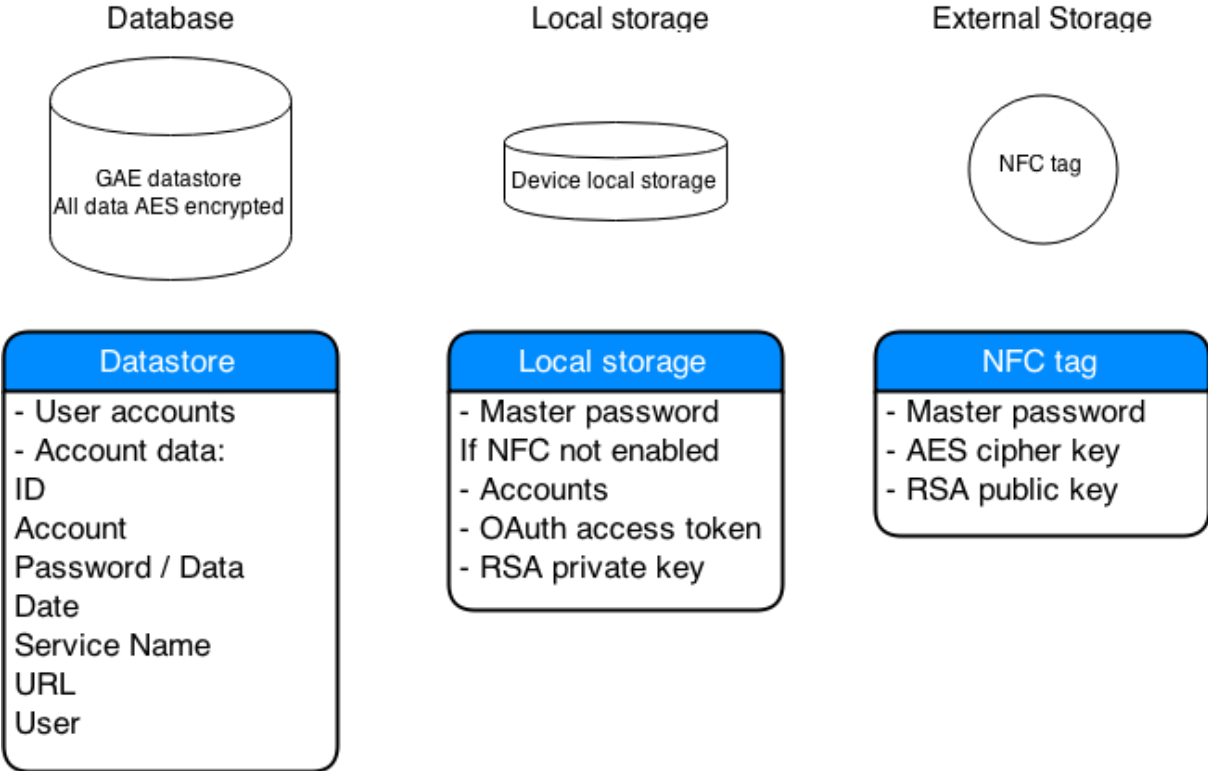 Database
Local storage
External Storage
GAE datastore
All data AES encrypted
Device local storage
NFC tag
Datastore
- User accounts
- Account data:
ID
Account
Password / Data
Date
Service Name
URL
User
Local storage
- Master password
If NFC not enabled
- Accounts
- OAuth access token
- RSA private key
NFC tag
- Master password
- AES cipher key
- RSA public key